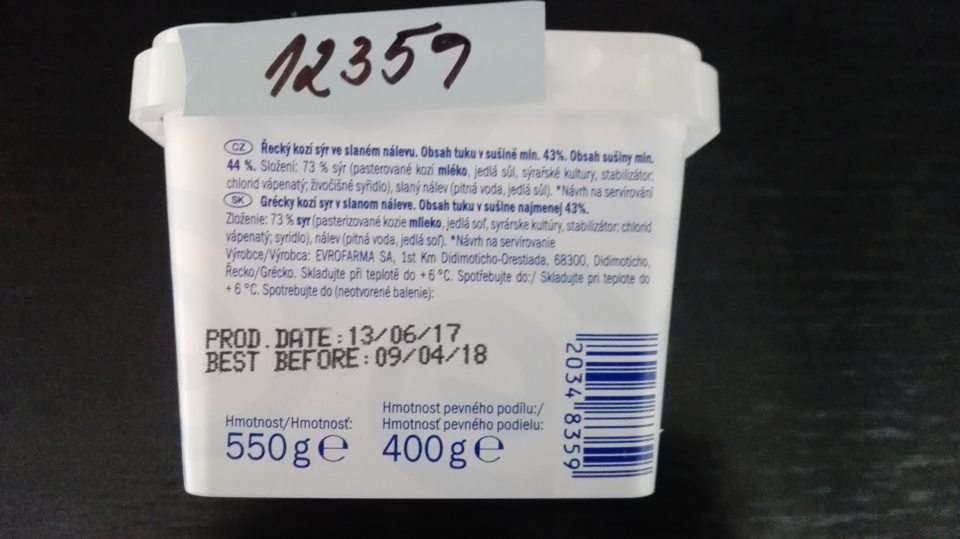 12359
CZ Řecký kozí sýr ve slaném nálevu. Obsah tuku v sušině min. 43%. Obsah sušiny min.
44 %. Složení: 73 % sýr (pasterované kozí mléko, jedlá sůl, sýrařské kultury, stabilizátor:
chlorid vápenatý; živočišné syřidlo), slaný nálev (pitná voda, jedlá sůl). *Návrh na servírování
SK Grécky kozí syr v slanom náleve. Obsah tuku v sušine najmenej 43%.
Zloženie: 73 % syr (pasterizované kozie mlieko, jedlá soľ, syrárske kultúry, stabilizátor: chlorid
vápenatý; syridlo), nálev (pitná voda, jedlá soľ). *Návrh na servírovanie
Výrobce/Výrobca: EVROFARMA SA, 1st Km Didimoticho-Orestiada, 68300, Didimoticho,
Řecko/Grécko. Skladujte při teplotě do +6 °C. Spotřebujte do:/ Skladujte pri teplote do
+6 °C. Spotrebujte do (neotvorené balenie):
PROD.DATE:13/06/17
BEST BEFORE:09/04/18
Hmotnost/Hmotnosť:
550 g e
Hmotnost pevného podílu:/
Hmotnosť pevného podielu:
400 g e
2034 8359